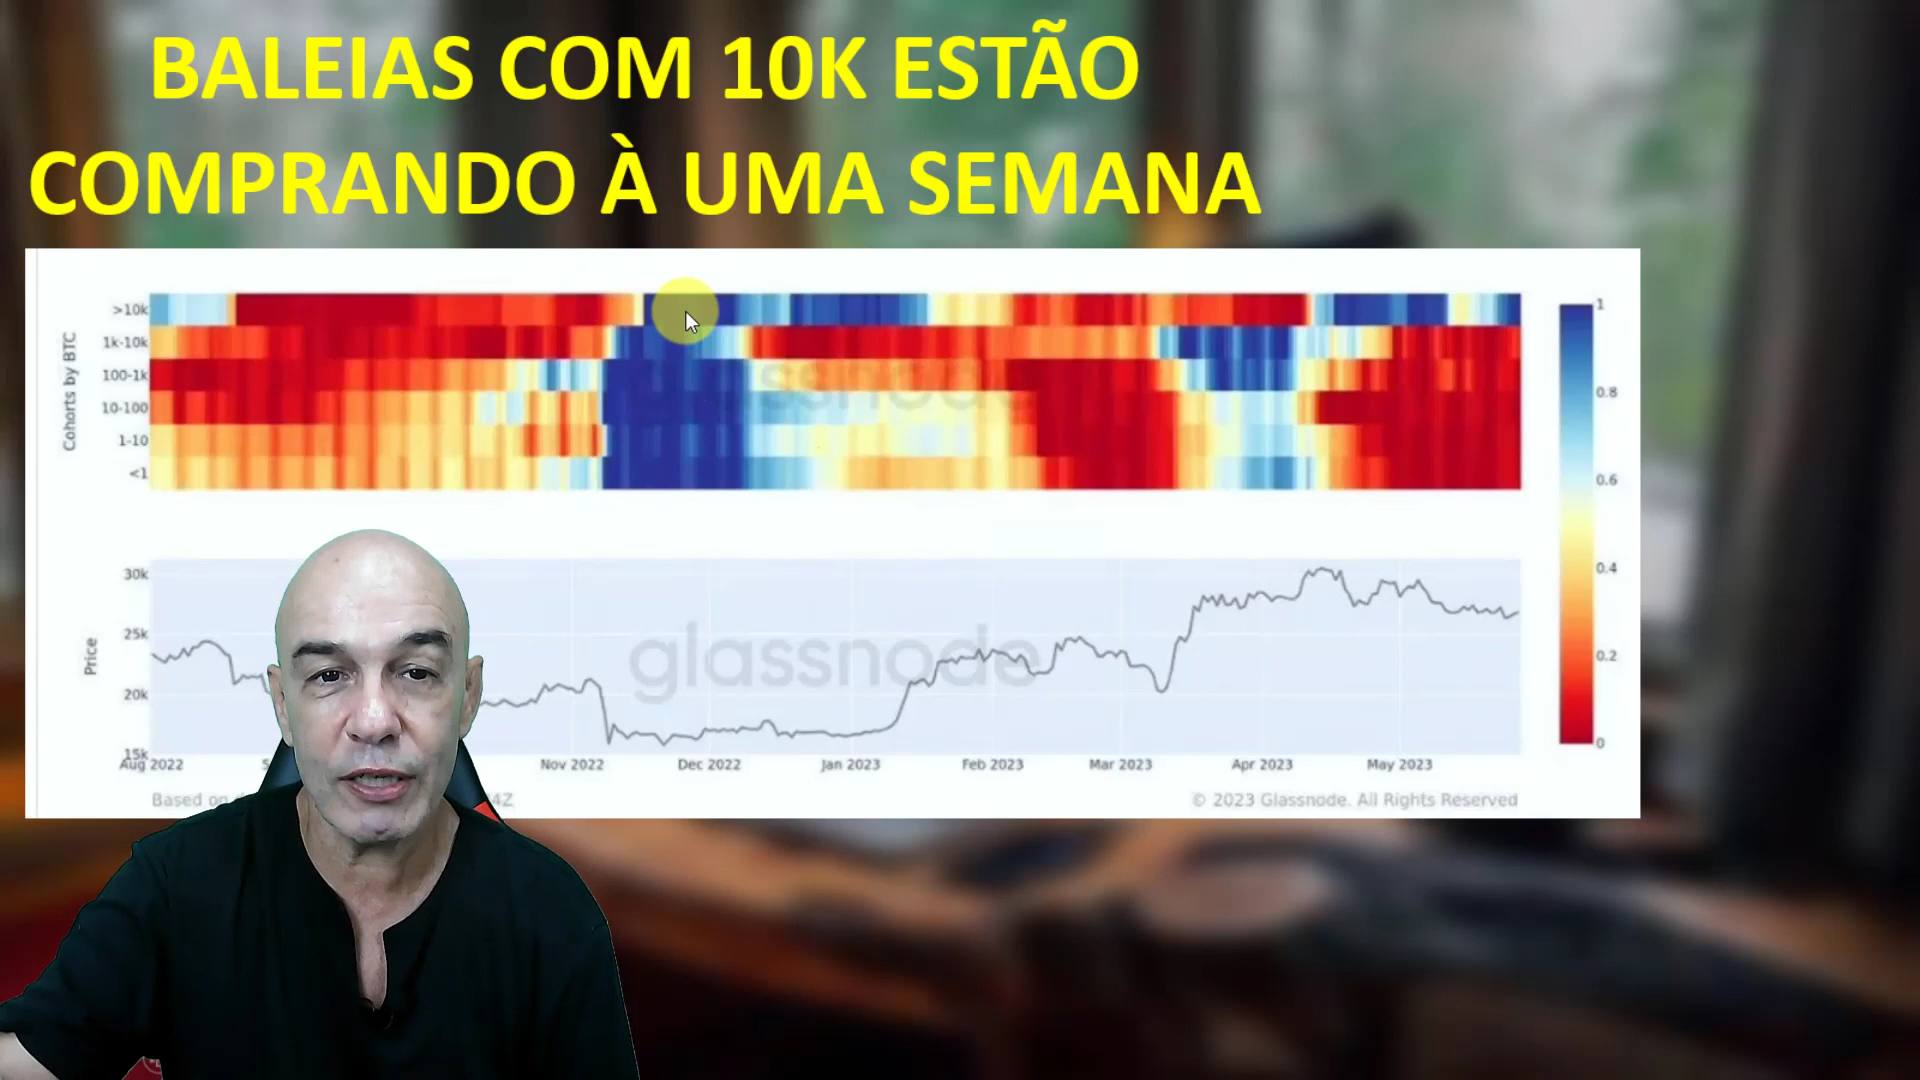 BALEIAS COM 10K ESTÃO
COMPRANDO À UMA SEMANA
Cohorts by BTC
>10k
1k-10k
100-1k
10-100
1-10
<1
glassnode
1
0.8
0.6
0.4
0.2
0
Price
30k
25k
20k
15k
glassnode
Aug 2022
Nov 2022
Dec 2022
Jan 2023
Feb 2023
Mar 2023
Apr 2023
May 2023
Based on
4Z
© 2023 Glassnode. All Rights Reserved